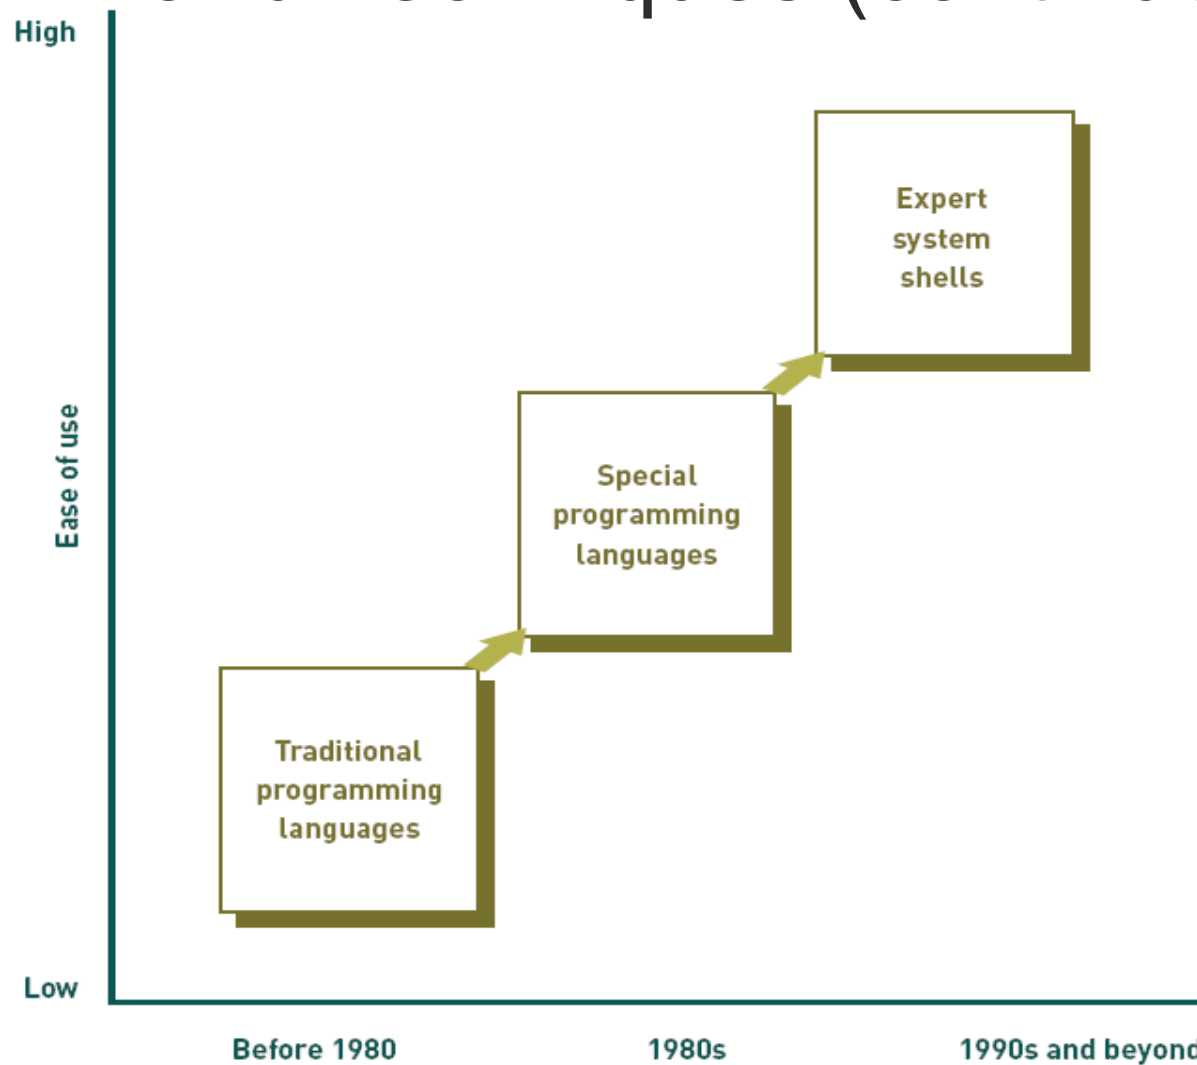 High
Expert
system
shells
Ease of use
Special
programming
languages
Traditional
programming
languages
Low
Before 1980
1980s
1990s and beyond